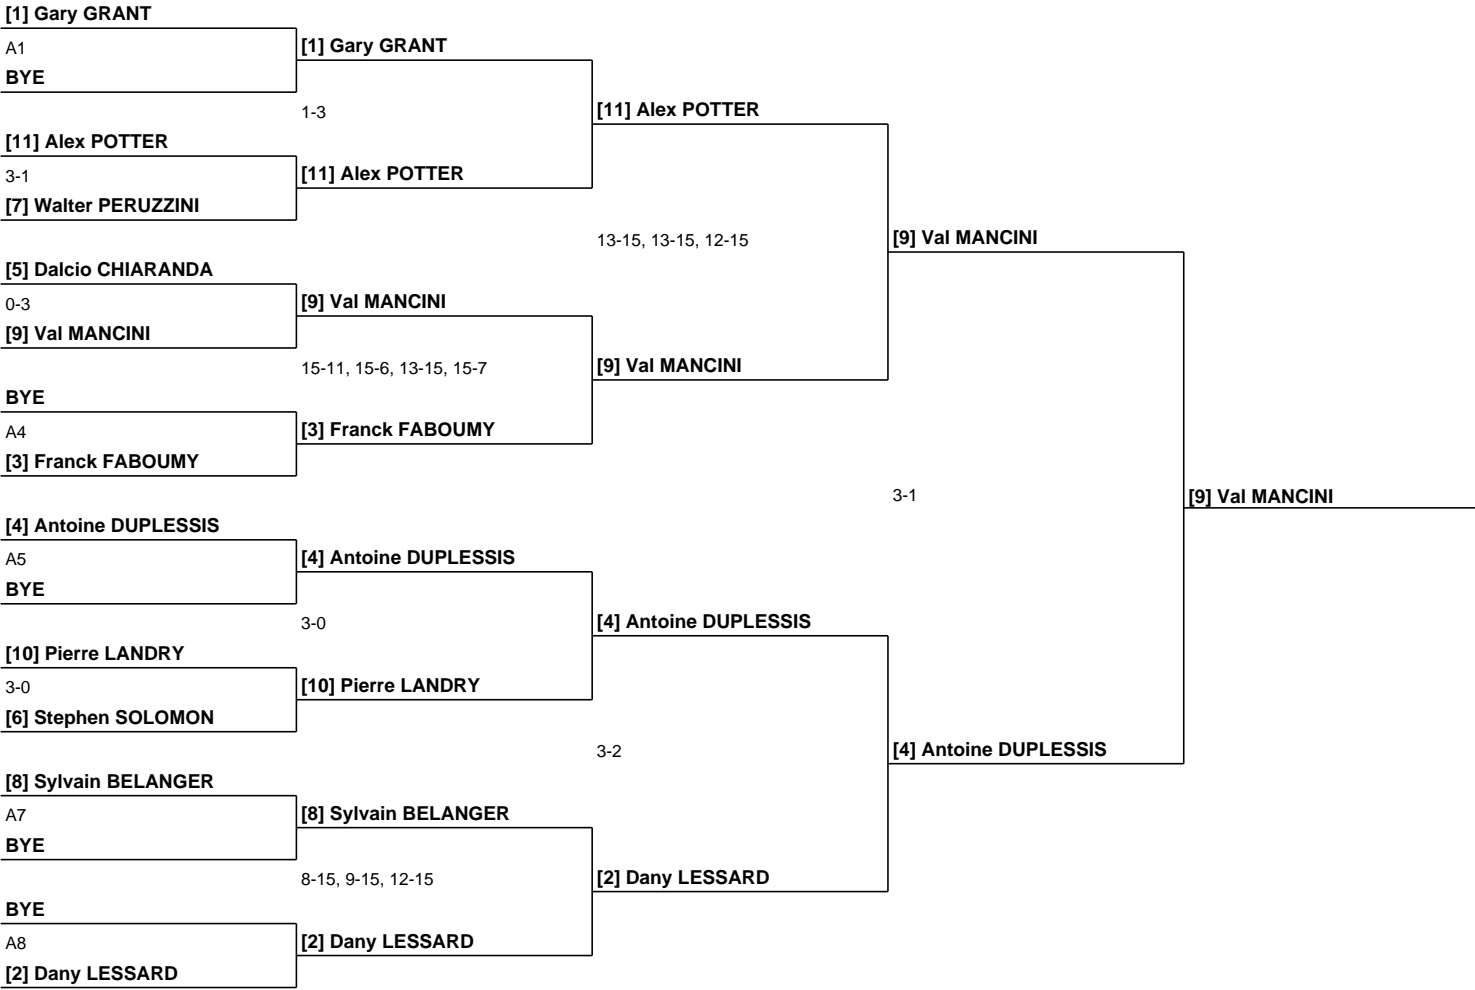 [1] Gary GRANT
A1
BYE
[11] Alex POTTER
3-1
[7] Walter PERUZZINI
[5] Dalcio CHIARANDA
0-3
[9] Val MANCINI
BYE
A4
[3] Franck FABOUMY
[4] Antoine DUPLESSIS
A5
BYE
[10] Pierre LANDRY
3-0
[6] Stephen SOLOMON
[8] Sylvain BELANGER
A7
BYE
BYE
A8
[2] Dany LESSARD
[1] Gary GRANT
1-3
[11] Alex POTTER
[9] Val MANCINI
15-11, 15-6, 13-15, 15-7
[3] Franck FABOUMY
[4] Antoine DUPLESSIS
3-0
[10] Pierre LANDRY
[8] Sylvain BELANGER
8-15, 9-15, 12-15
[2] Dany LESSARD
[11] Alex POTTER
13-15, 13-15, 12-15
[9] Val MANCINI
[4] Antoine DUPLESSIS
3-2
[2] Dany LESSARD
[9] Val MANCINI
3-1
[4] Antoine DUPLESSIS
[9] Val MANCINI